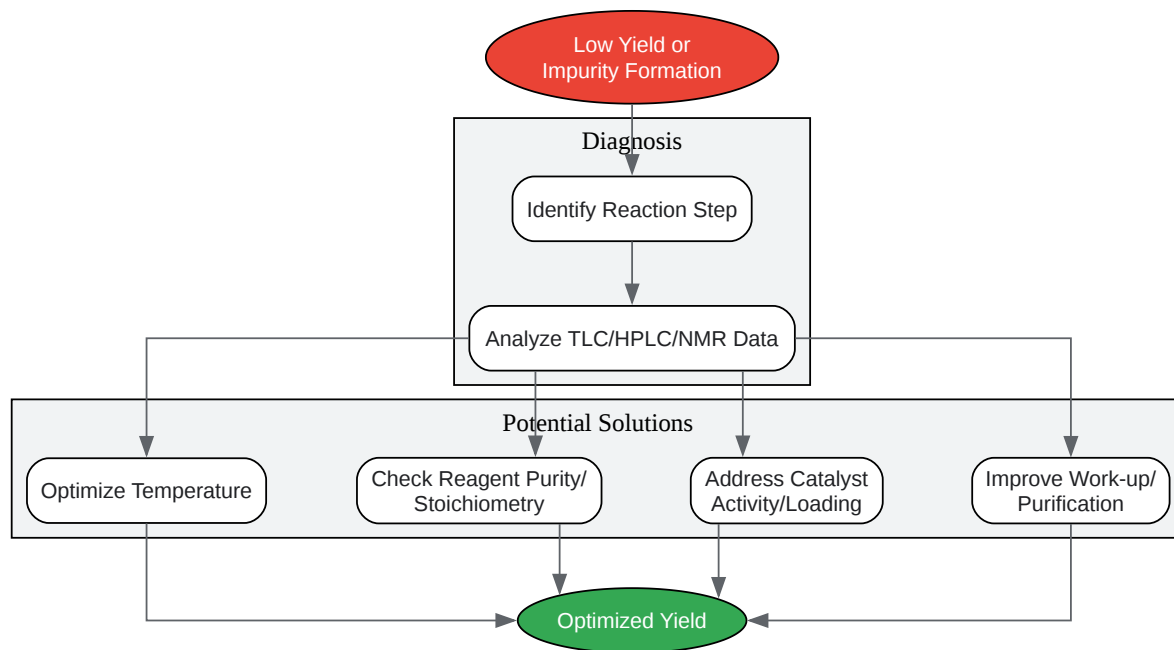 Low Yield or
Impurity Formation
Diagnosis
Identify Reaction Step
Analyze TLC/HPLC/NMR Data
Potential Solutions
Optimize Temperature
Check Reagent Purity/
Stoichiometry
Address Catalyst
Activity/Loading
Improve Work-up/
Purification
Optimized Yield